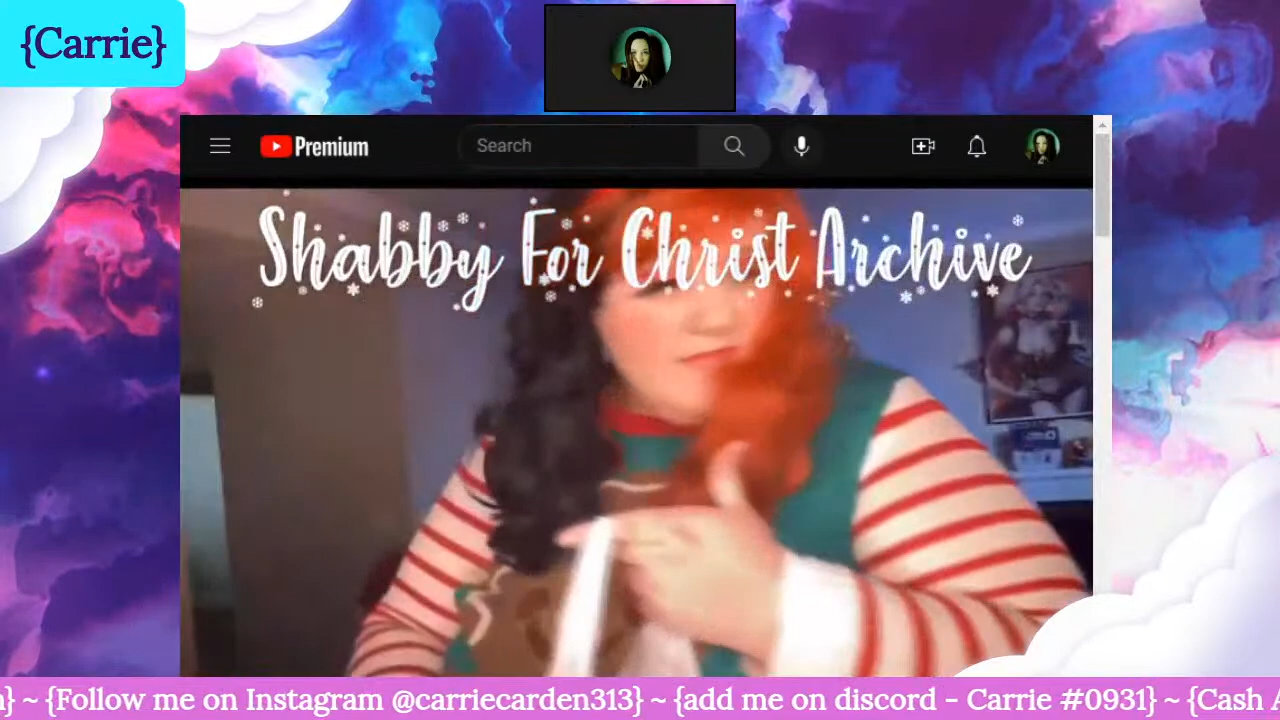 {Carrie}
Premium
Search
Shabby For Christ Archive
} ~ {Follow me on Instagram @carriecarden313} ~ {add me on discord - Carrie #0931} ~ {Cash